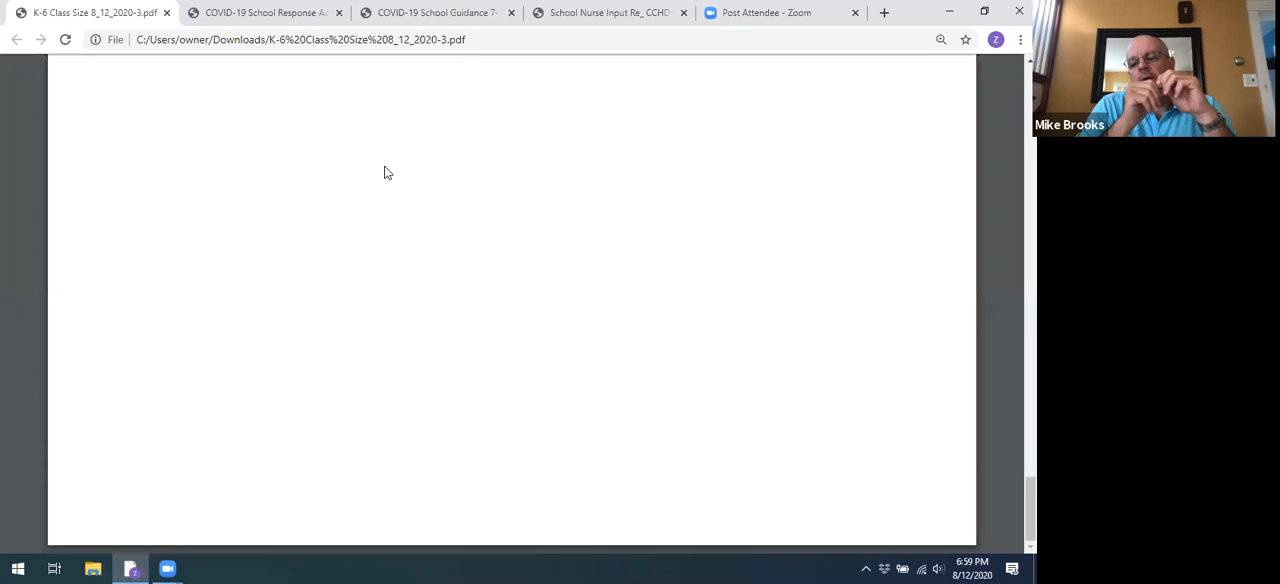 K-6 Class Size 8_12_2020-3.pdf
COVID-19 School Response Ac
COVID-19 School Guidance 7-
School Nurse Input Re_ CCHD
Post Attendee - Zoom
Z
File
C:/Users/owner/Downloads/K-6%20Class%20Size%208_12_2020-3.pdf
Mike Brooks
6:59 PM
8/12/2020